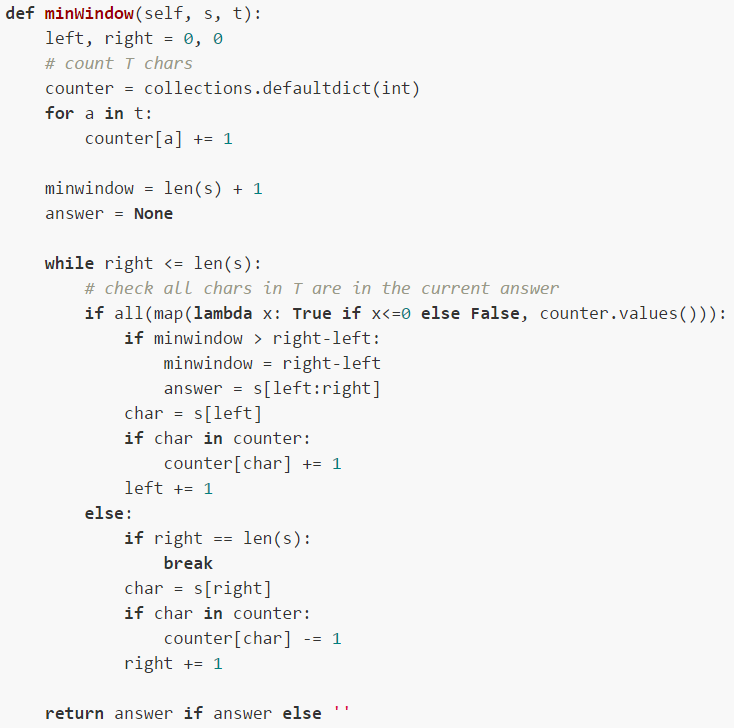 def minWindow(self, s, t):
    left, right = 0, 0
    # count T chars
    counter = collections.defaultdict(int)
    for a in t:
        counter[a] += 1

    minwindow = len(s) + 1
    answer = None

    while right <= len(s):
        # check all chars in T are in the current answer
        if all(map(lambda x: True if x<=0 else False, counter.values())):
            if minwindow > right-left:
                minwindow = right-left
                answer = s[left:right]
            char = s[left]
            if char in counter:
                counter[char] += 1
            left += 1
        else:
            if right == len(s):
                break
            char = s[right]
            if char in counter:
                counter[char] -= 1
            right += 1

    return answer if answer else ''